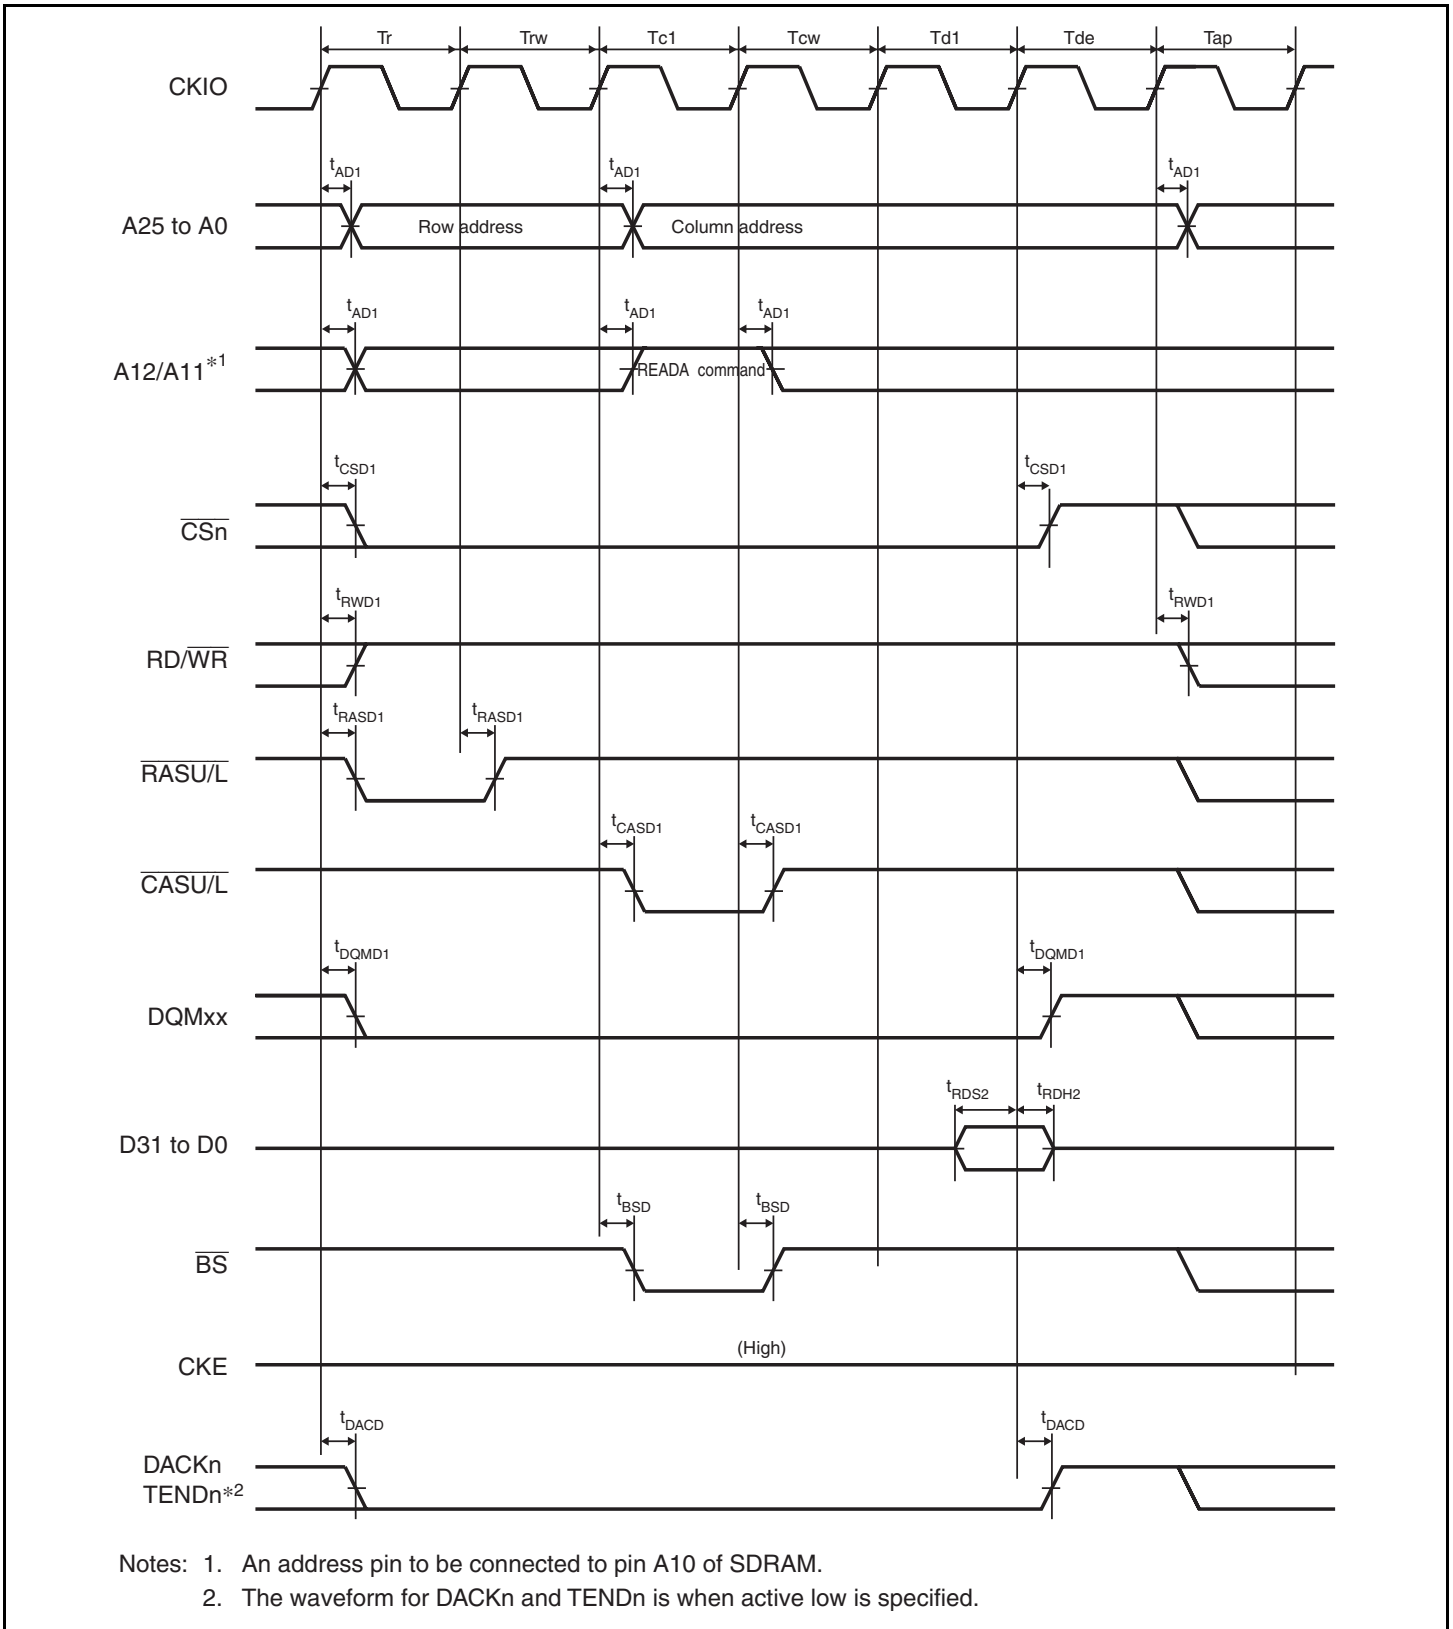 Tr Trw Tc1 Tcw Td1 Tde Tap
CKIO
tAD1 tAD1 tAD1
A25 to A0 Row address Column address
tAD1 tAD1 tAD1
A12/A11*1 READA command
tCSD1 tCSD1
CSn
tRWD1 tRWD1
RD/WR
tRASD1 tRASD1
RASU/L
tCASD1 tCASD1
CASU/L
tDQMD1 tDQMD1
DQMxx
tRDS2 tRDH2
D31 to D0
tBSD tBSD
BS
(High)
CKE
tDACD tDACD
DACKn
TENDn*2
Notes: 1. An address pin to be connected to pin A10 of SDRAM.
2. The waveform for DACKn and TENDn is when active low is specified.